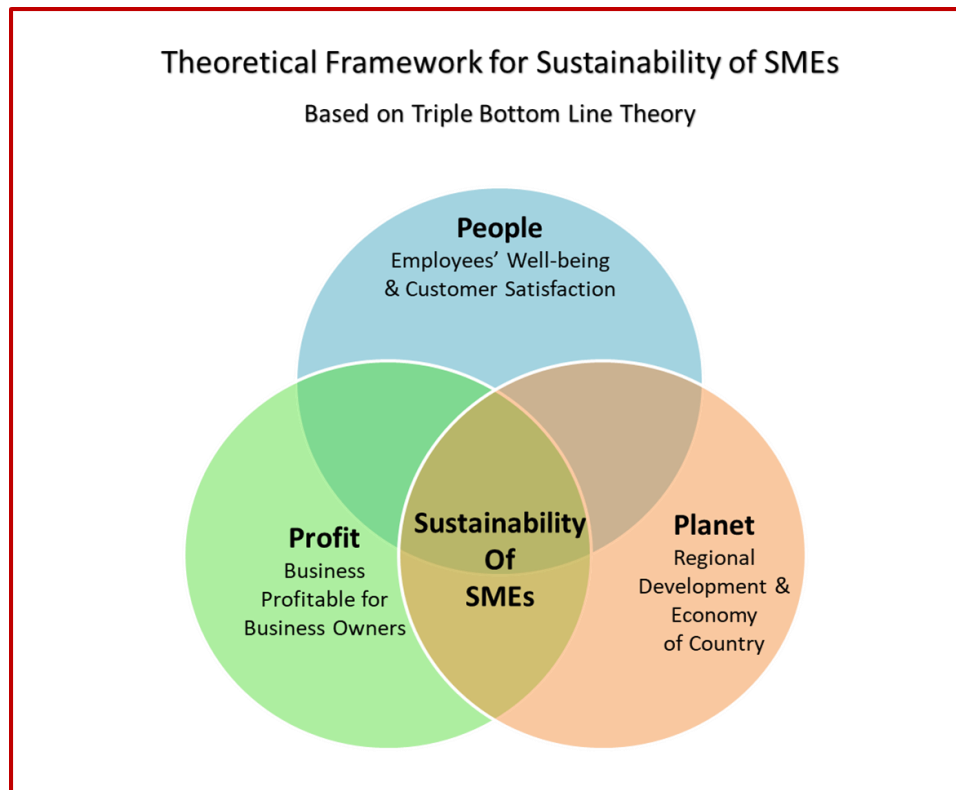 Theoretical Framework for Sustainability of SMEs
Based on Triple Bottom Line Theory
People
Employees’ Well-being
& Customer Satisfaction
Profit
Business
Profitable for
Business Owners
Sustainability
Of
SMEs
Planet
Regional
Development &
Economy
of Country